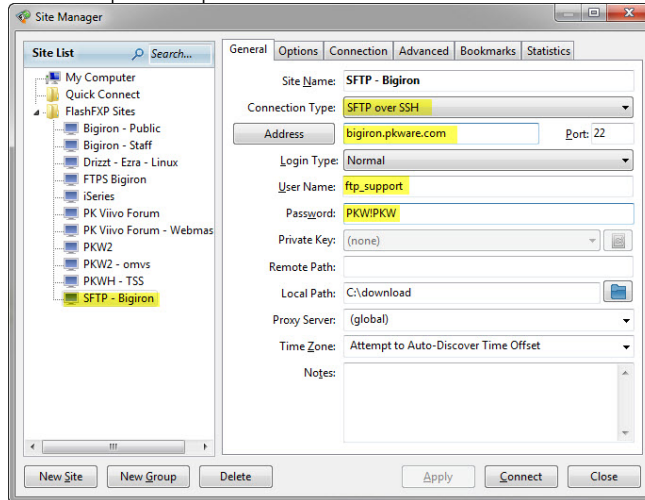 Site Manager
Site List
Search...
My Computer
Quick Connect
FlashFXP Sites
Bigiron - Public
Bigiron - Staff
Drizzt - Ezra - Linux
FTPS Bigiron
iSeries
PK Viivo Forum
PK Viivo Forum - Webmas
PKW2
PKW2 - omvs
PKWH - TSS
SFTP - Bigiron
General Options Connection Advanced Bookmarks Statistics
Site Name: SFTP - Bigiron
Connection Type: SFTP over SSH
Address bigiron.pkware.com Port: 22
Login Type: Normal
User Name: ftp_support
Password: PKW!PKW
Private Key: (none)
Remote Path:
Local Path: C:\download
Proxy Server: (global)
Time Zone: Attempt to Auto-Discover Time Offset
Notes:
New Site New Group Delete Apply Connect Close